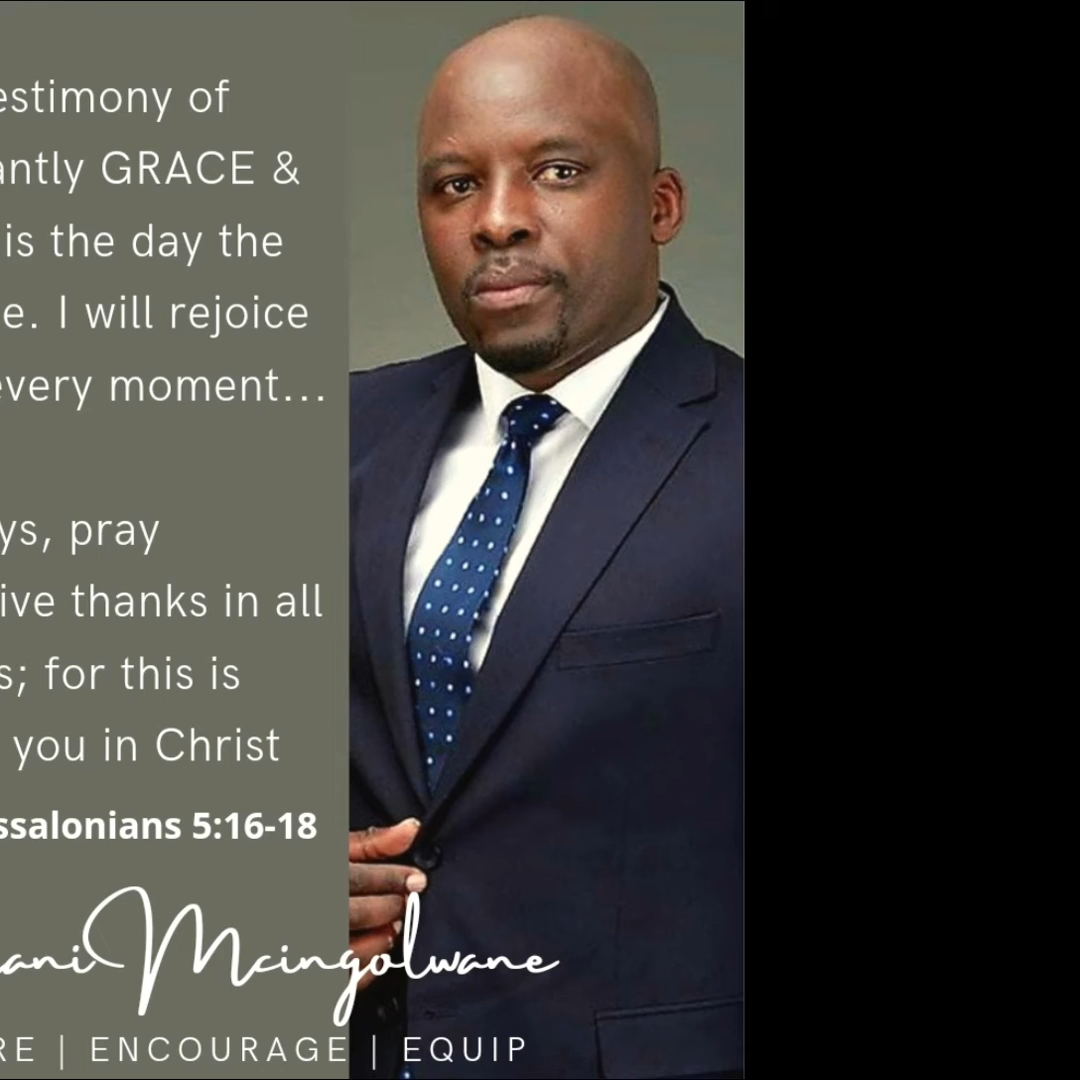 estimony of
antly GRACE &
is the day the
e. I will rejoice
every moment...
ys, pray
ive thanks in all
s; for this is
you in Christ
ssalonians 5:16-18
ani Mcingolwane
RE | ENCOURAGE | EQUIP